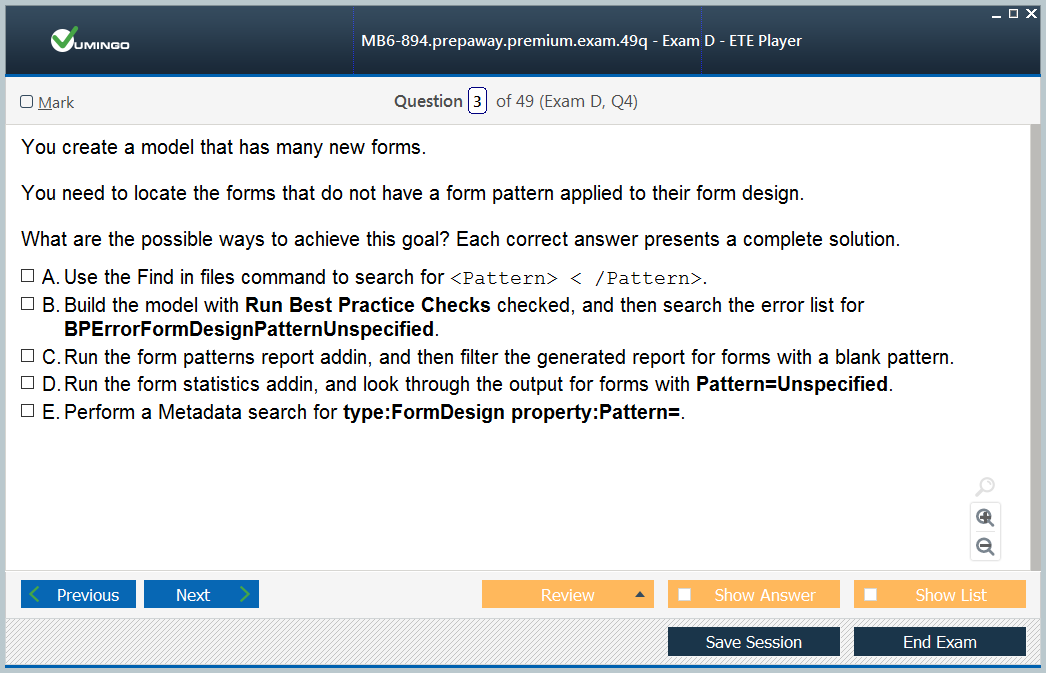 VUMINGO
MB6-894.prepaway.premium.exam.49q - Exam D - ETE Player
Mark
Question 3 of 49 (Exam D, Q4)
You create a model that has many new forms.
You need to locate the forms that do not have a form pattern applied to their form design.
What are the possible ways to achieve this goal? Each correct answer presents a complete solution.
A. Use the Find in files command to search for <Pattern> < /Pattern>.
B. Build the model with Run Best Practice Checks checked, and then search the error list for
BPErrorFormDesignPatternUnspecified.
C. Run the form patterns report addin, and then filter the generated report for forms with a blank pattern.
D. Run the form statistics addin, and look through the output for forms with Pattern=Unspecified.
E. Perform a Metadata search for type:FormDesign property:Pattern=.
Previous
Next
Review
Show Answer
Show List
Save Session
End Exam